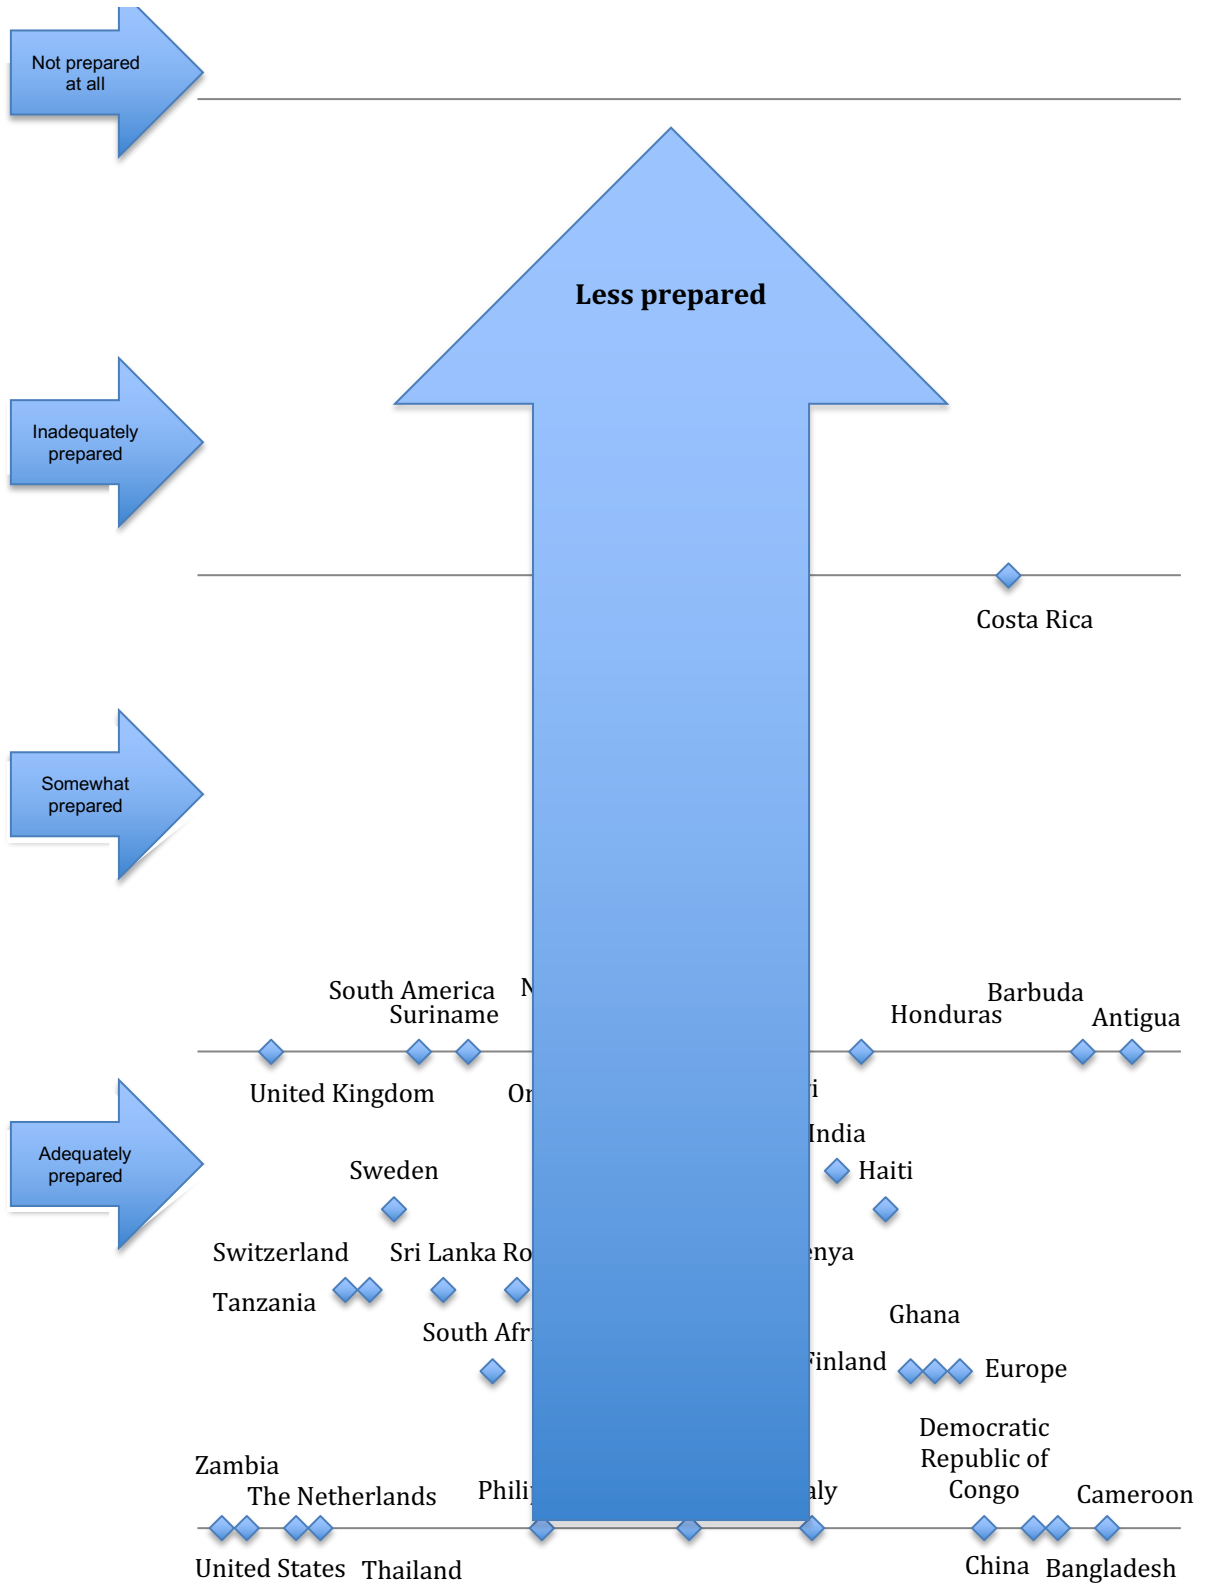 Not prepared
at all
Less prepared
Inadequately
prepared
Costa Rica
Somewhat
prepared
South America
Barbuda
Suriname
Honduras
Antigua
United Kingdom
Adequately
prepared
India
Sweden
Haiti
Switzerland
Sri Lanka
Tanzania
Ghana
South
Finland
Europe
Democratic
Republic of
Congo
Zambia
The Netherlands
Cameroon
United States
Thailand
China
Bangladesh